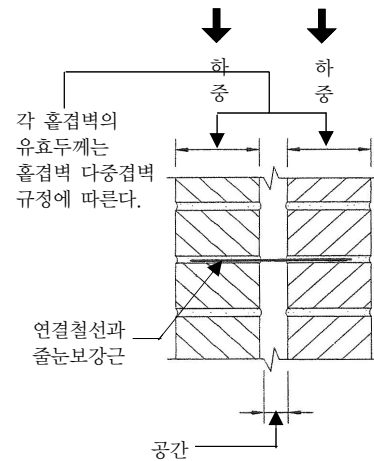 하
중
하
중
각 홑겹벽의
유효두께는
홑겹벽 다중겹벽
규정에 따른다.
연결철선과
줄눈보강근
공간